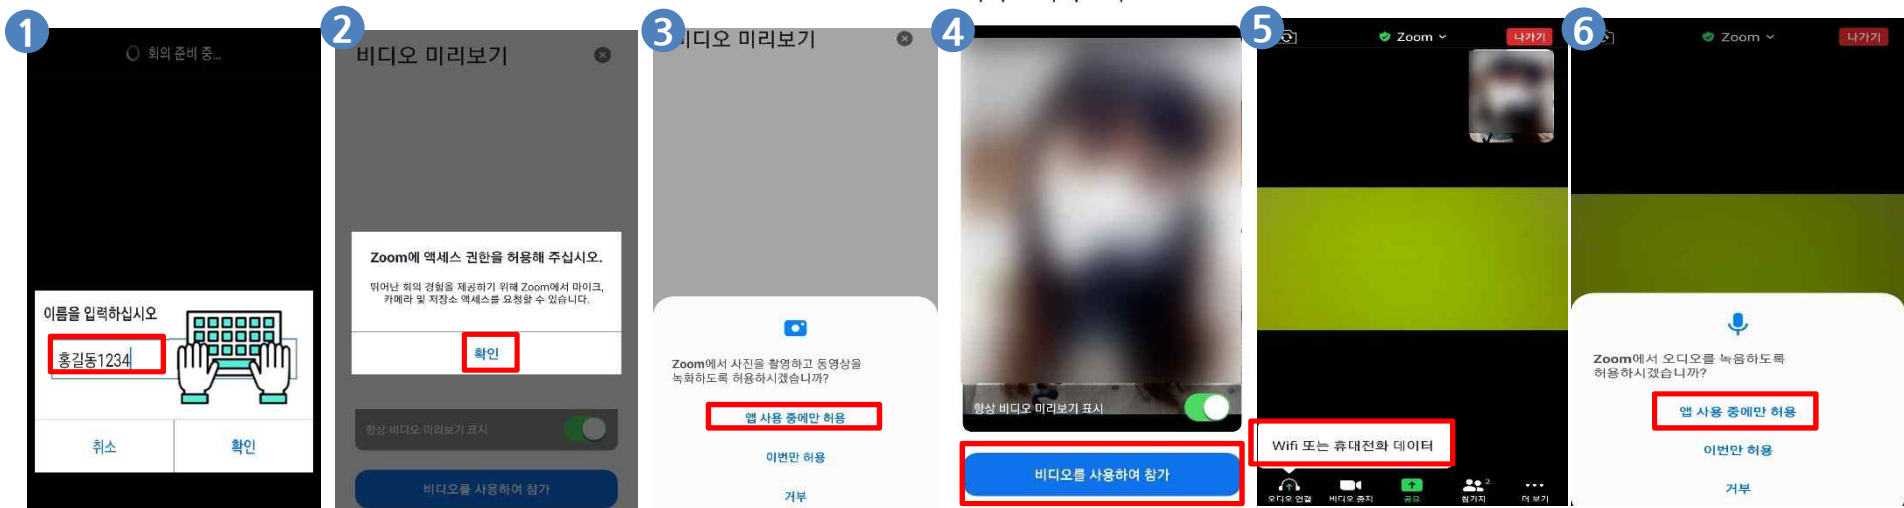 1
회의 준비 중...
이름을 입력하십시오
홍길동1234
취소
확인
2
비디오 미리보기
Zoom에 액세스 권한을 허용해 주십시오.
뛰어난 회의 경험을 제공하기 위해 Zoom에서 마이크,
카메라 및 저장소 액세스를 요청할 수 있습니다.
확인
항상 비디오 미리보기 표시
비디오를 사용하여 참가
3
비디오 미리보기
Zoom에서 사진을 촬영하고 동영상을
녹화하도록 허용하시겠습니까?
앱 사용 중에만 허용
이번만 허용
거부
4
항상 비디오 미리보기 표시
비디오를 사용하여 참가
5
Zoom
나가기
Wifi 또는 휴대전화 데이터
오디오 연결
비디오 중지
공유
2
참가자
더 보기
6
Zoom
나가기
Zoom에서 오디오를 녹음하도록
허용하시겠습니까?
앱 사용 중에만 허용
이번만 허용
거부